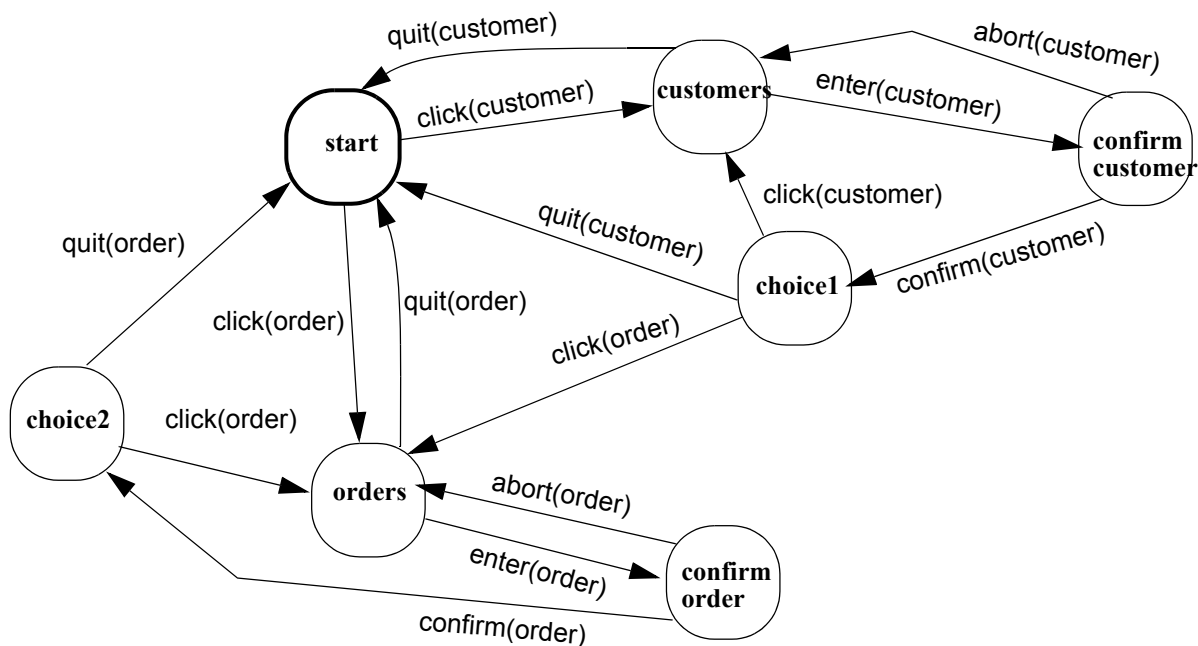 quit(customer)
abort(customer)
customers
click(customer)
enter(customer)
start
confirm
customer
click(customer)
quit(customer)
quit(order)
confirm(customer)
choice1
quit(order)
click(order)
click(order)
choice2
click(order)
orders
abort(order)
enter(order)
confirm
order
confirm(order)